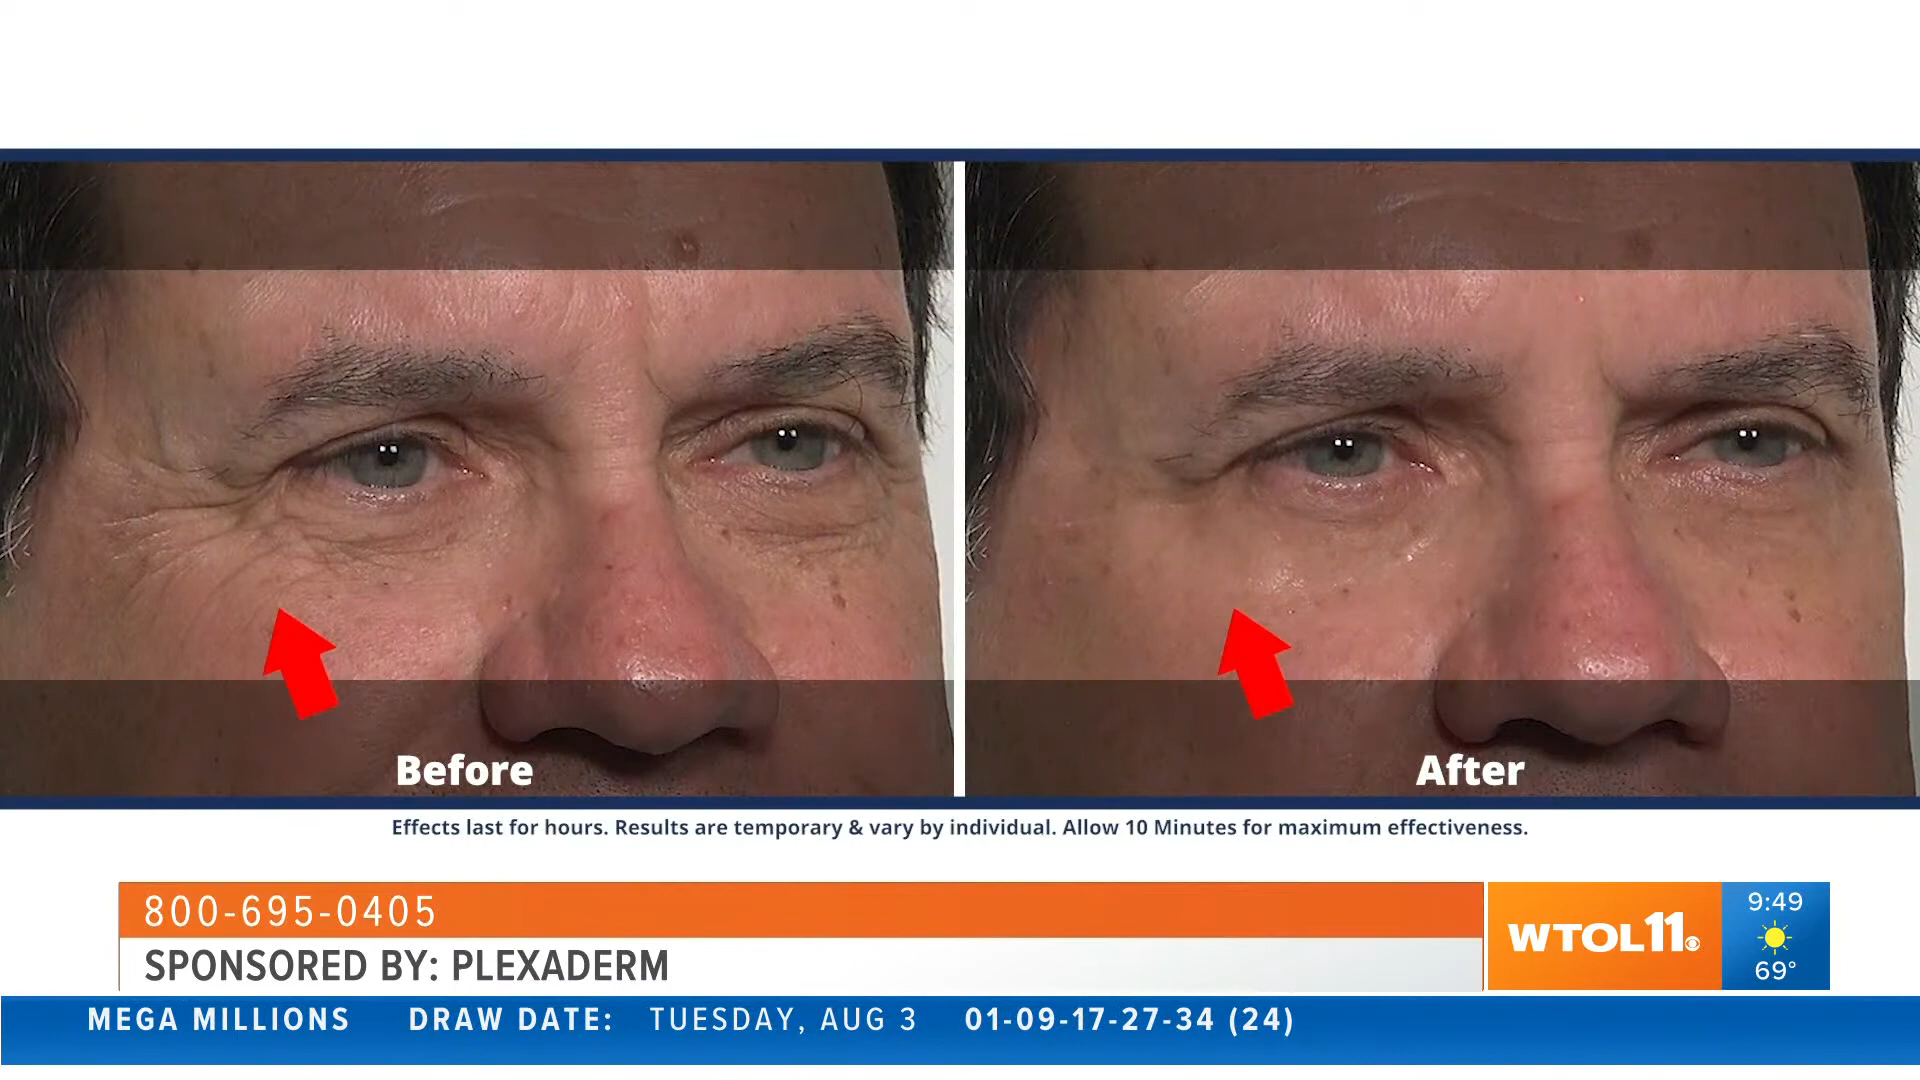 Before
After
Effects last for hours. Results are temporary & vary by individual. Allow 10 Minutes for maximum effectiveness.
800-695-0405
SPONSORED BY: PLEXADERM
WTOL11
9:49
69°
MEGA MILLIONS DRAW DATE: TUESDAY, AUG 3 01-09-17-27-34 (24)